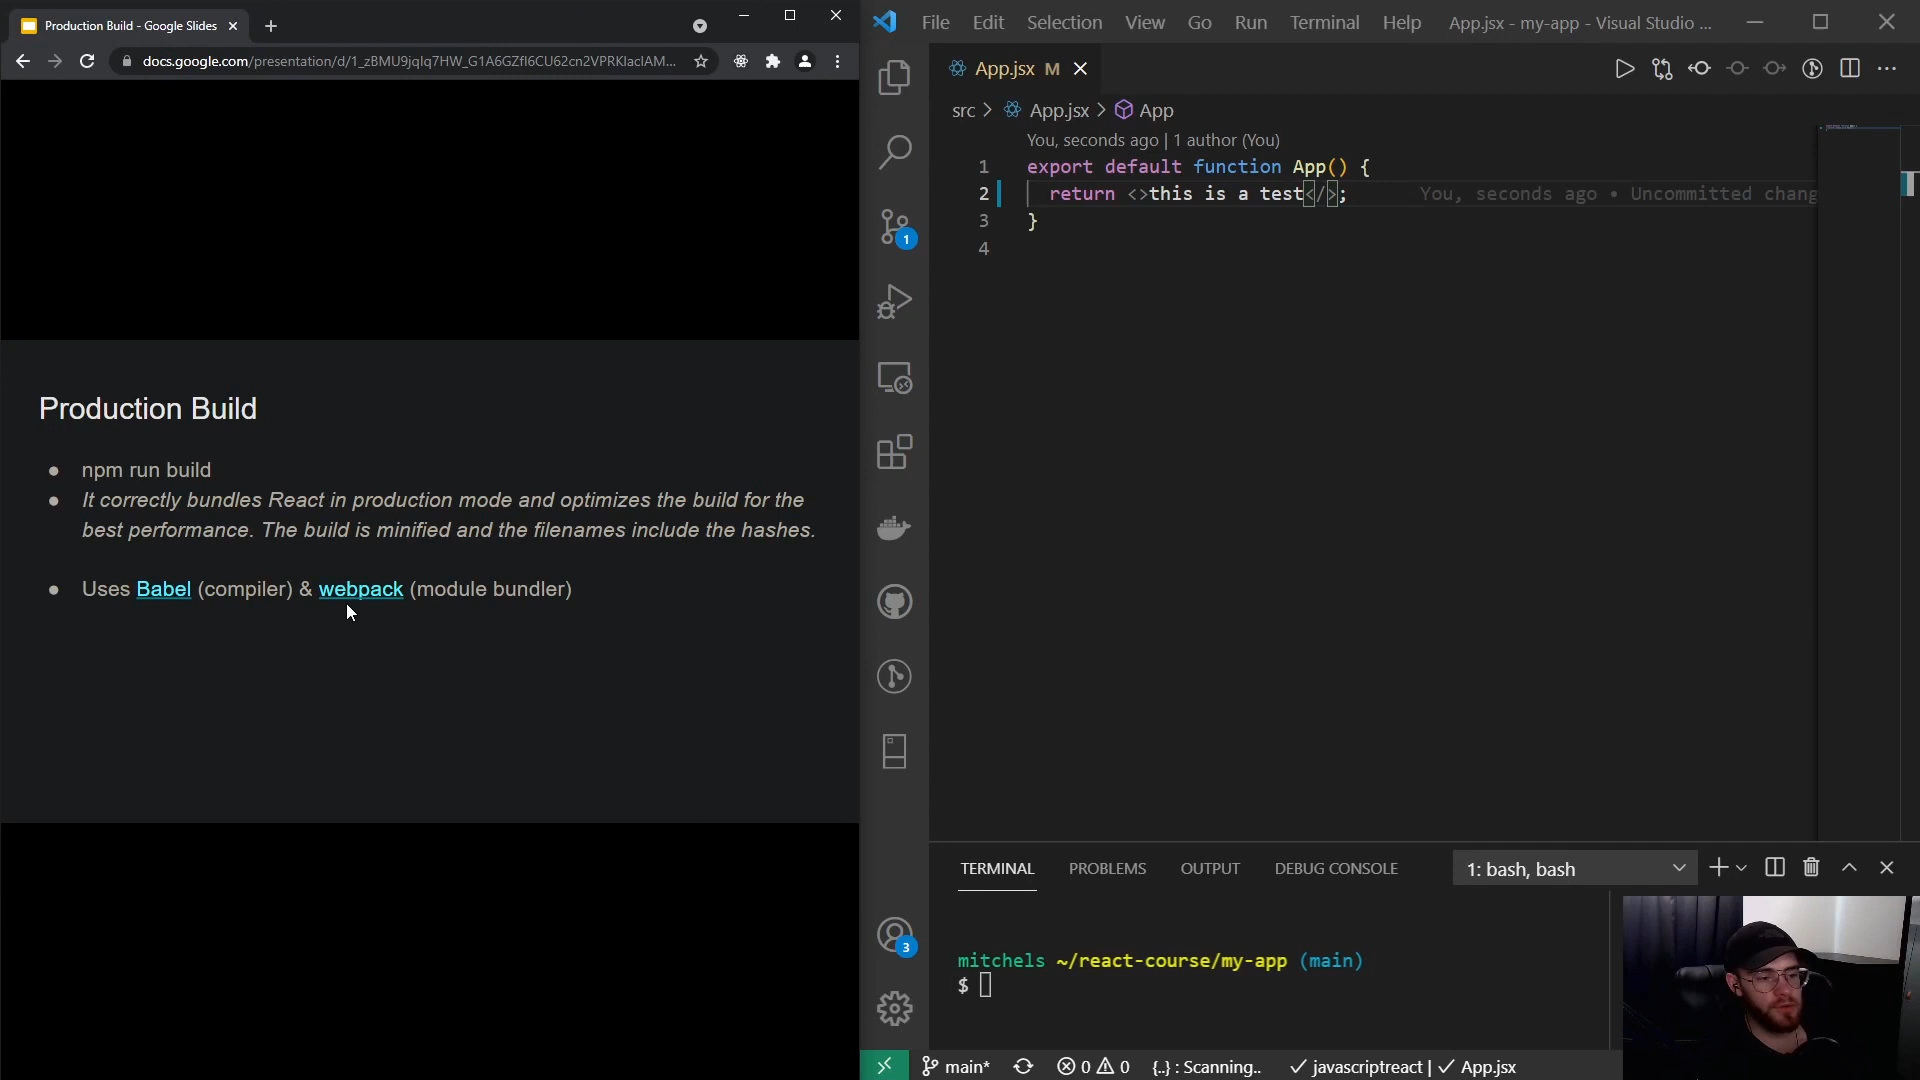 Production Build - Google Slides
docs.google.com/presentation/d/1_zBMU9jqlq7HW_G1A6GZfl6CU62cn2VPRKlaclAM...
Production Build
npm run build
It correctly bundles React in production mode and optimizes the build for the
best performance. The build is minified and the filenames include the hashes.
Uses Babel (compiler) & webpack (module bundler)
File Edit Selection View Go Run Terminal Help App.jsx - my-app - Visual Studio ...
App.jsx M
src > App.jsx > App
You, seconds ago | 1 author (You)
1 export default function App() {
2 return <>this is a test</>; You, seconds ago • Uncommitted chang
3 }
4
1
3
TERMINAL PROBLEMS OUTPUT DEBUG CONSOLE 1: bash, bash
mitchels ~/react-course/my-app (main)
$
main* 0 0 {..} : Scanning.. javascriptreact | App.jsx